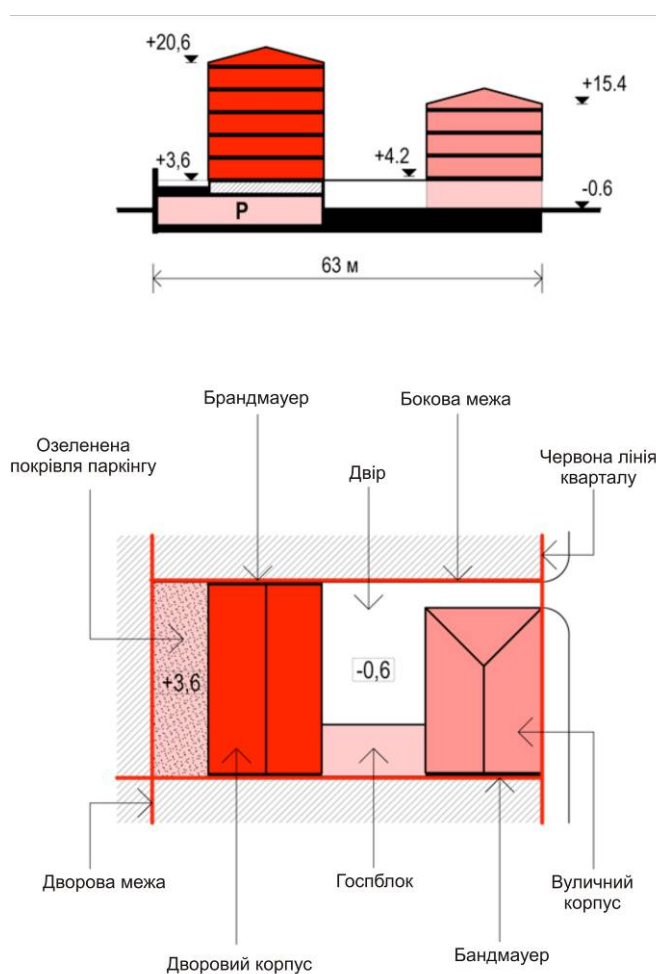 +20,6
+15.4
+3,6
+4.2
-0.6
P
63 м
Брандмауер
Бокова межа
Озеленена
покрівля паркінгу
Двір
Червона лінія
кварталу
+3,6
-0,6
Дворова межа
Госпблок
Вуличний
корпус
Дворовий корпус
Бандмауер